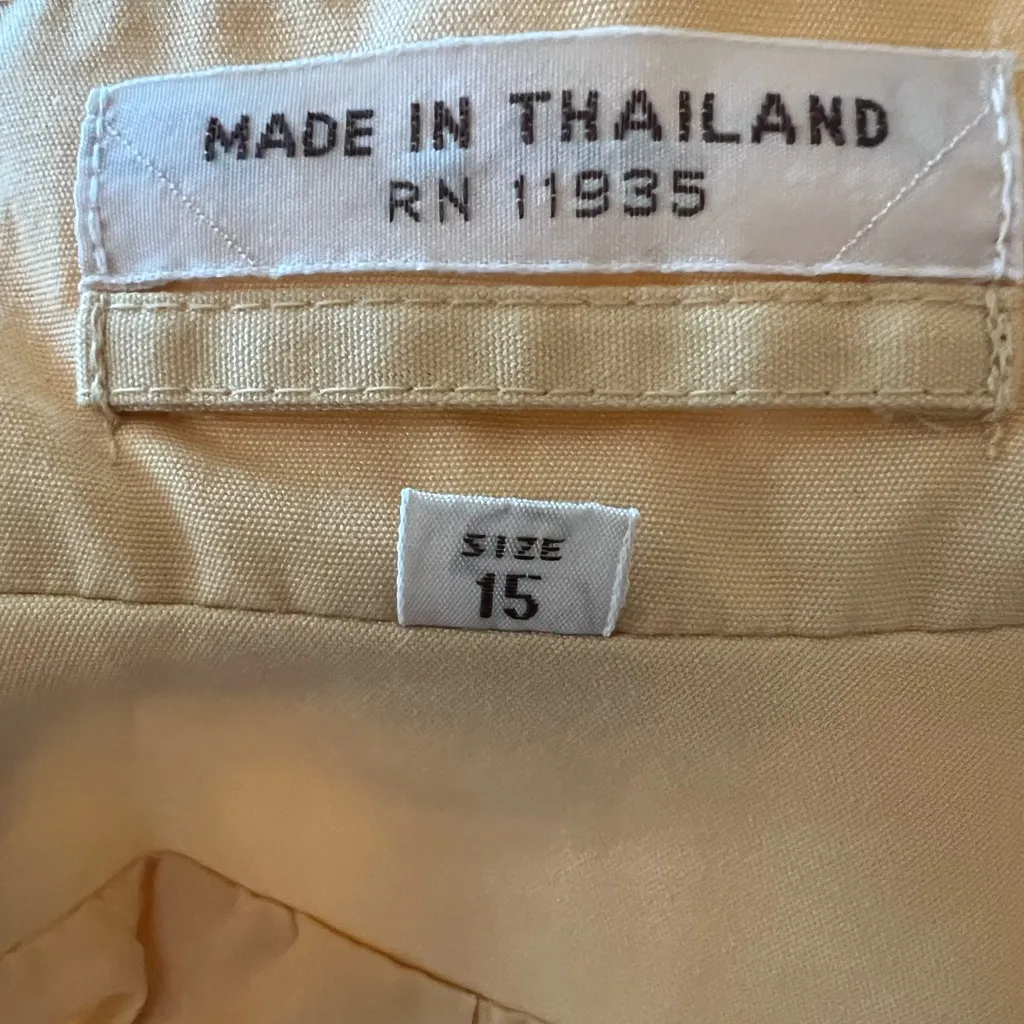 MADE IN THAILAND
RN 11935
SIZE
15